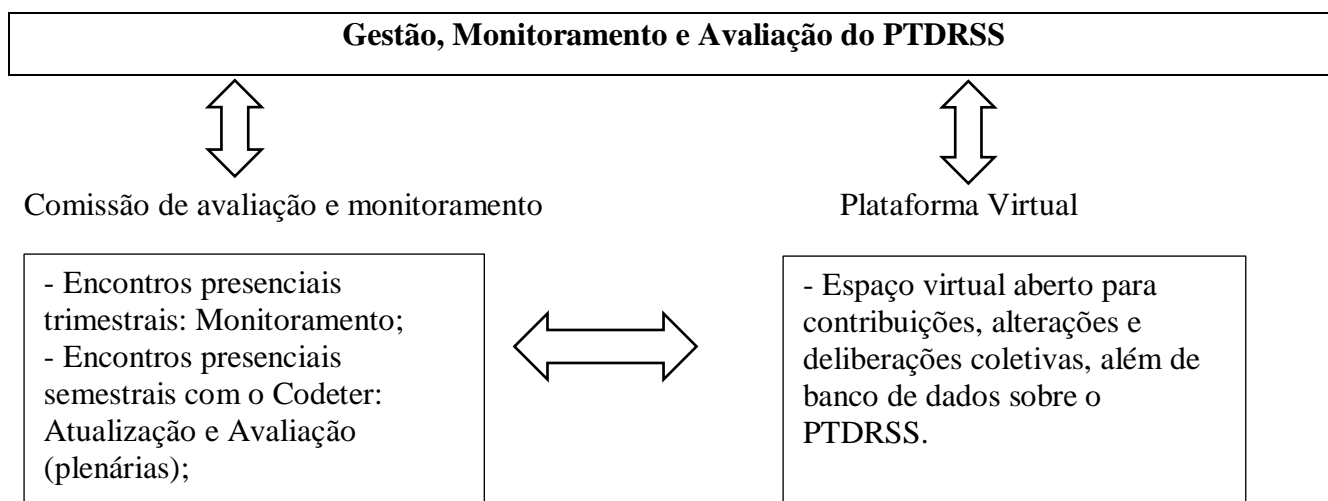 Gestão, Monitoramento e Avaliação do PTDRSS
Comissão de avaliação e monitoramento
Plataforma Virtual
- Encontros presenciais
trimestrais: Monitoramento;
- Encontros presenciais
semestrais com o Codeter:
Atualização e Avaliação
(plenárias);
- Espaço virtual aberto para
contribuições, alterações e
deliberações coletivas, além de
banco de dados sobre o
PTDRSS.